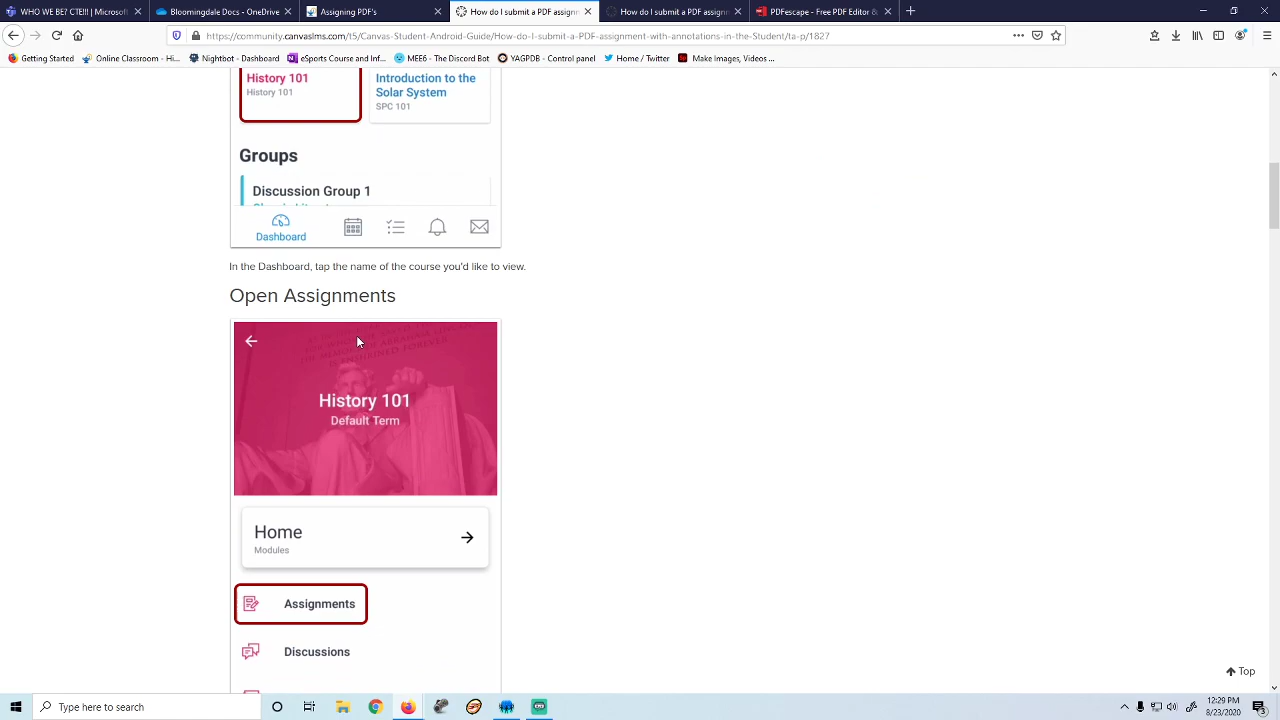 WHO WE BE? CTE!! | Microsoft
Bloomingdale Docs - OneDrive
Assigning PDF's
How do I submit a PDF assignm
How do I submit a PDF assignm
PDFescape - Free PDF Editor &
https://community.canvaslms.com/t5/Canvas-Student-Android-Guide/How-do-I-submit-a-PDF-assignment-with-annotations-in-the-Student/ta-p/1827
Getting Started
Online Classroom - Hi...
Nightbot - Dashboard
eSports Course and Inf...
MEE6 - The Discord Bot
YAGPDB - Control panel
Home / Twitter
Make Images, Videos ...
History 101
History 101
Introduction to the
Solar System
SPC 101
Groups
Discussion Group 1
Dashboard
In the Dashboard, tap the name of the course you'd like to view.
Open Assignments
History 101
Default Term
Home
Modules
Assignments
Discussions
Top
Type here to search
12:29 PM
8/23/2020